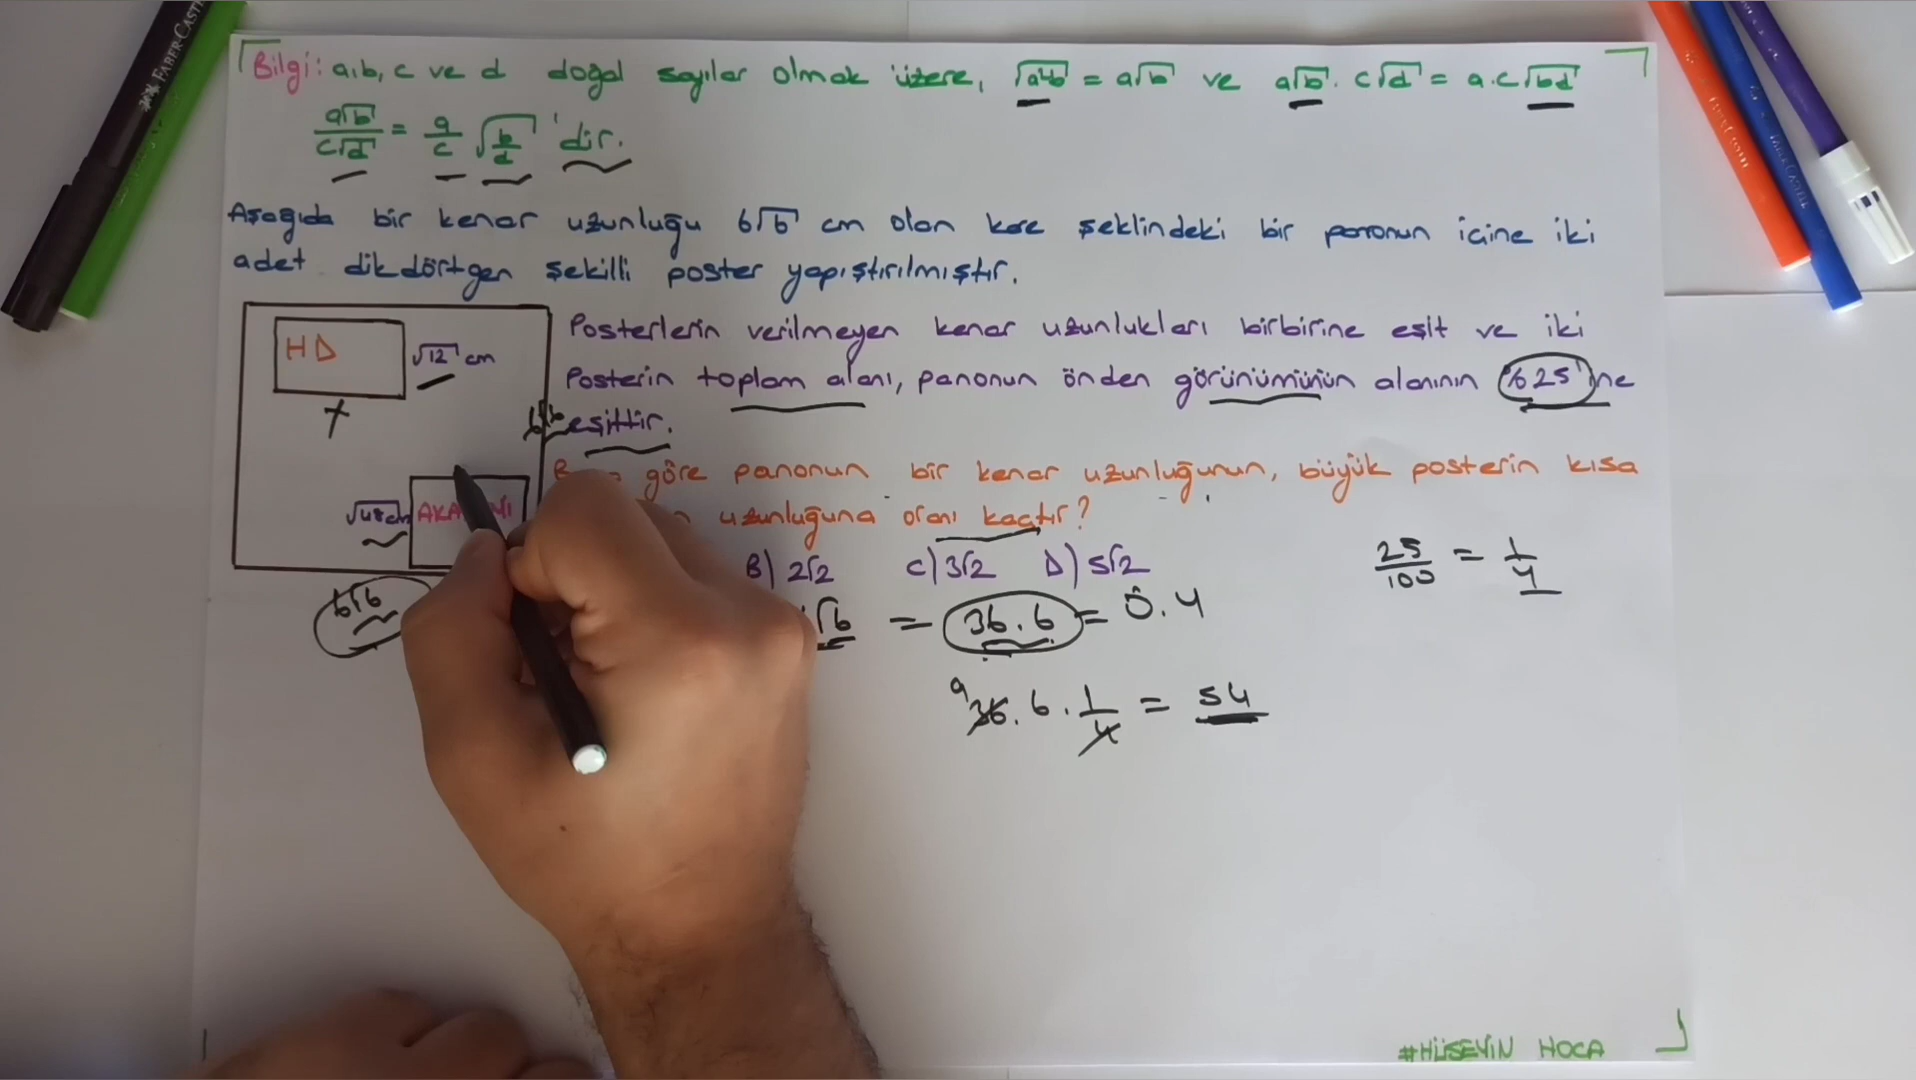 Bilgi: a,b, c ve d doğal sayılar olmak üzere, √a²b = a√b ve a√b . c√d = a.c√bd
a√b/c√d = a/c √b/d 'dir.
Aşağıda bir kenar uzunluğu 6√6 cm olan kare şeklindeki bir panonun içine iki
adet dikdörtgen şekilli poster yapıştırılmıştır.
HD
√12 cm
x
6√6
√48 cm
6√6
Posterlerin verilmeyen kenar uzunlukları birbirine eşit ve iki
Posterin toplam alanı, panonun önden görünümünün alanının %25'ine
eşittir.
göre panonun bir kenar uzunluğunun, büyük posterin kısa
uzunluğuna oranı kaçtır?
B) 2√2 C) 3√2 D) 5√2
√6 = 36.6 = Ö.4
9
36.6.1/4 = 54
25/100 = 1/4
#HÜSEYİN HOCA